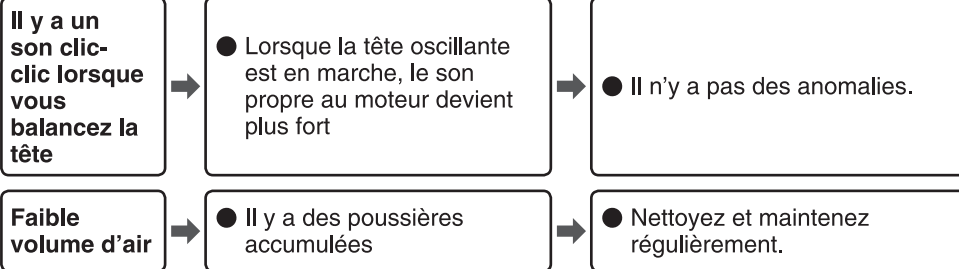 Il y a un
son clic-
clic lorsque
vous
balancez la
tête
● Lorsque la tête oscillante
est en marche, le son
propre au moteur devient
plus fort
● Il n’y a pas des anomalies.
Faible
volume d’air
● Il y a des poussières
accumulées
● Nettoyez et maintenez
régulièrement.